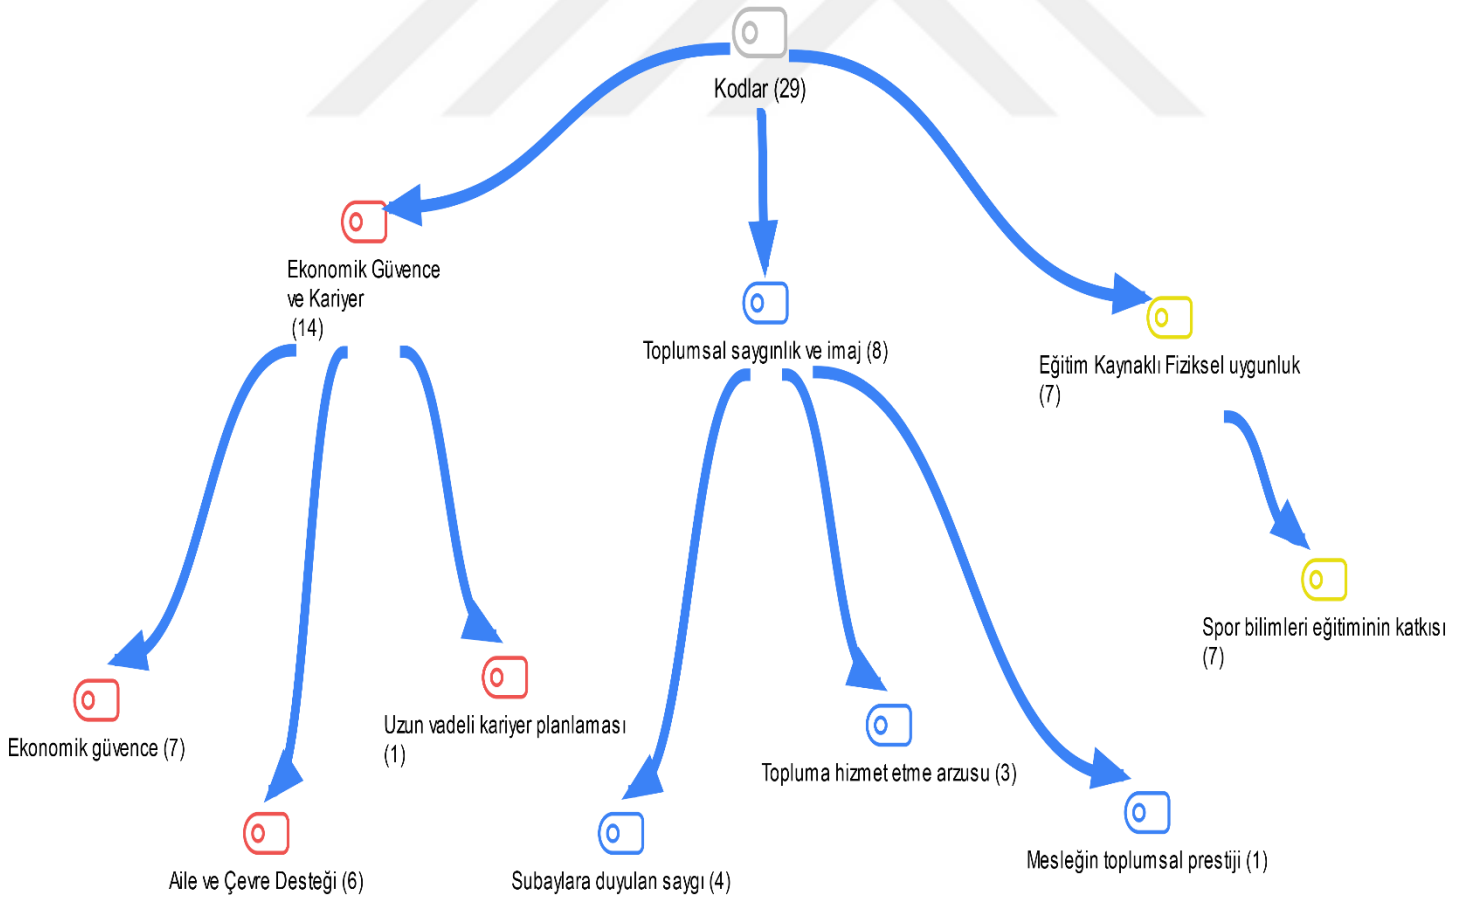 Kodlar (29)
Ekonomik Güvence
ve Kariyer
(14)
Toplumsal saygınlık ve imaj (8)
Eğitim Kaynaklı Fiziksel uygunluk
(7)
Spor bilimleri eğitiminin katkısı
(7)
Ekonomik güvence (7)
Uzun vadeli kariyer planlaması
(1)
Topluma hizmet etme arzusu (3)
Aile ve Çevre Desteği (6)
Subaylara duyulan saygı (4)
Mesleğin toplumsal prestiji (1)